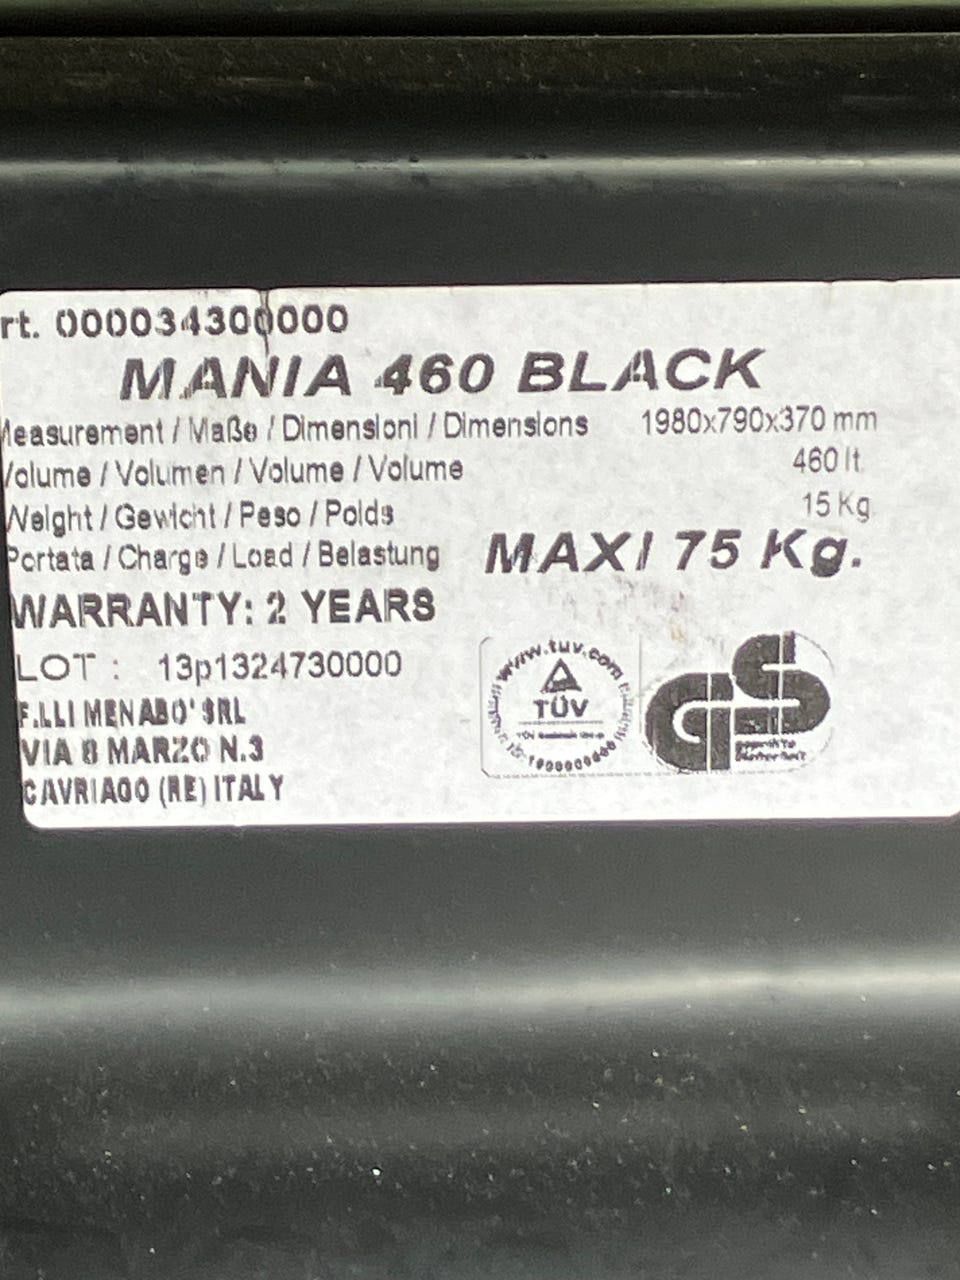 rt. 000034300000
MANIA 460 BLACK
Measurement / Maße / Dimensioni / Dimensions 1980x790x370 mm
Volume / Volumen / Volume / Volume 460 lt.
Weight / Gewicht / Peso / Poids 15 Kg
Portata / Charge / Load / Belastung MAXI 75 Kg.
WARRANTY: 2 YEARS
LOT : 13p1324730000
F.LLI MENABO' SRL
VIA 8 MARZO N.3
CAVRIAGO (RE) ITALY
www.tuv.com
TÜV
GS